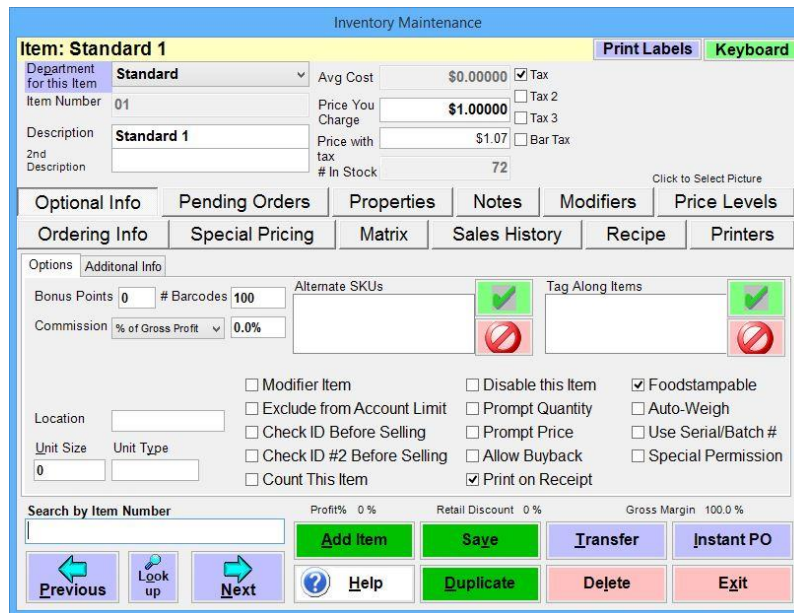 Inventory Maintenance
Item: Standard 1
Print Labels
Keyboard
Department for this Item
Standard
Item Number
01
Description
Standard 1
2nd Description
Avg Cost
$0.00000
Price You Charge
$1.00000
Price with tax
$1.07
# In Stock
72
Tax
Tax 2
Tax 3
Bar Tax
Click to Select Picture
Optional Info
Pending Orders
Properties
Notes
Modifiers
Price Levels
Ordering Info
Special Pricing
Matrix
Sales History
Recipe
Printers
Options
Additonal Info
Bonus Points
0
# Barcodes
100
Commission
% of Gross Profit
0.0%
Alternate SKUs
Tag Along Items
Location
Unit Size
Unit Type
0
Modifier Item
Exclude from Account Limit
Check ID Before Selling
Check ID #2 Before Selling
Count This Item
Disable this Item
Prompt Quantity
Prompt Price
Allow Buyback
Print on Receipt
Foodstampable
Auto-Weigh
Use Serial/Batch #
Special Permission
Search by Item Number
Profit% 0 %
Retail Discount 0 %
Gross Margin 100.0 %
Add Item
Save
Transfer
Instant PO
Previous
Look up
Next
Help
Duplicate
Delete
Exit